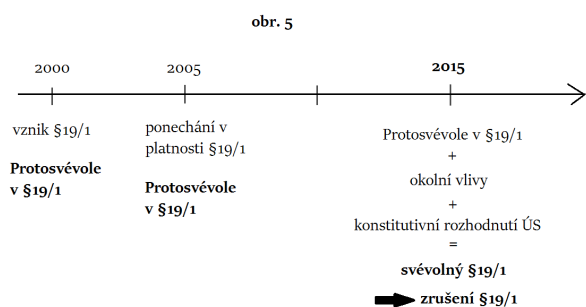 obr. 5
2000
2005
2015
vznik §19/1
Protosvévole
v §19/1
ponechání v
platnosti §19/1
Protosvévole
v §19/1
Protosvévole v §19/1
+
okolní vlivy
+
konstitutivní rozhodnutí ÚS
=
svévolný §19/1
zrušení §19/1